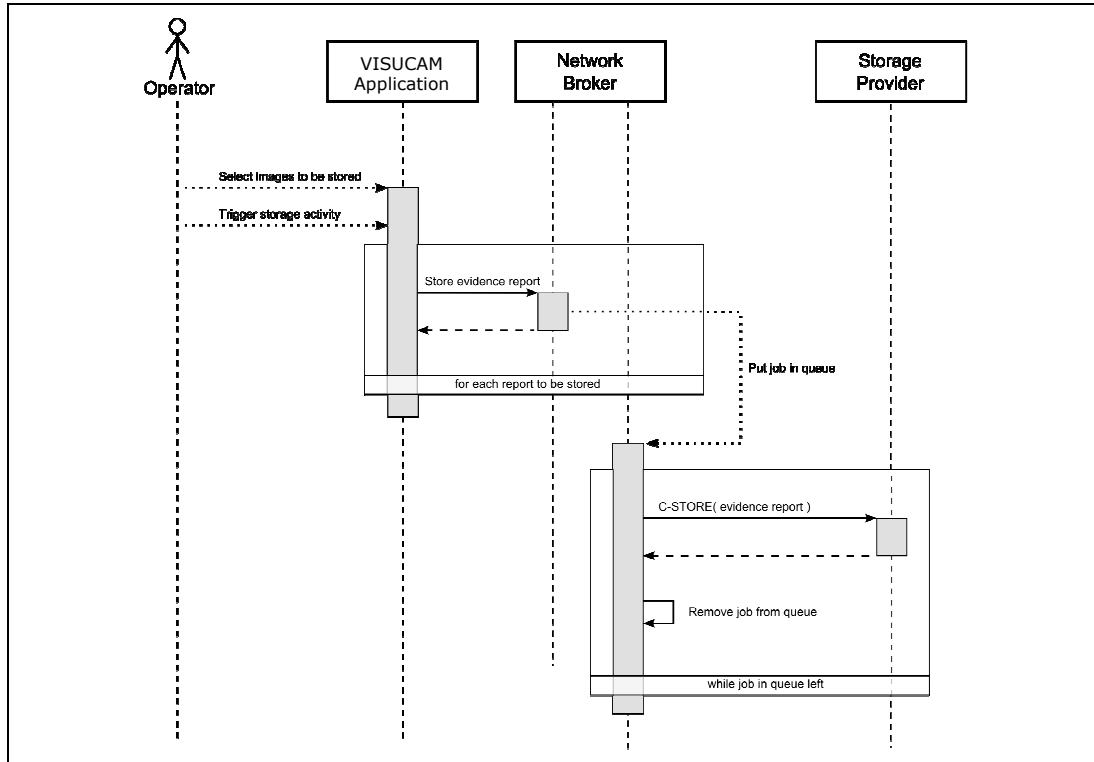 Operator
VISUCAM
Application
Network
Broker
Storage
Provider
Select images to be stored
Trigger storage activity
Store evidence report
Put job in queue
for each report to be stored
C-STORE( evidence report )
Remove job from queue
while job in queue left